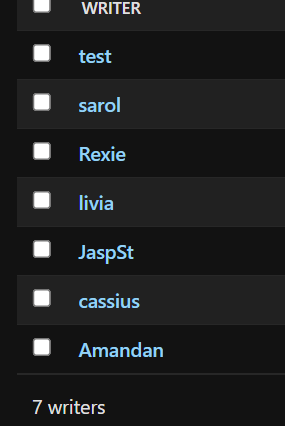 WRITER
test
sarol
Rexie
livia
JaspSt
cassius
Amandan
7 writers